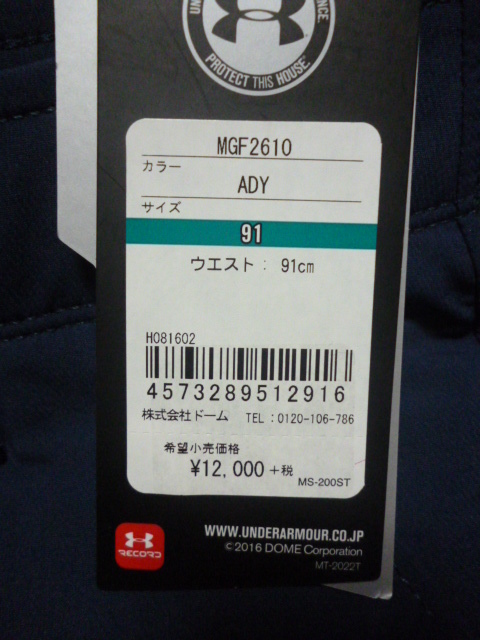 PROTECT THIS HOUSE.
MGF2610
カラー
ADY
サイズ
91
ウエスト: 91cm
H081602
4573289512916
株式会社ドーム TEL:0120-106-786
希望小売価格
¥12,000+税
MS-200ST
RECORD
WWW.UNDERARMOUR.CO.JP
©2016 DOME Corporation
MT-2022T